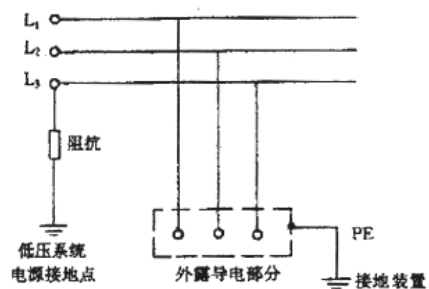 L₁
L₂
L₃
阻抗
低压系统
电源接地点
外露导电部分
PE
接地装置